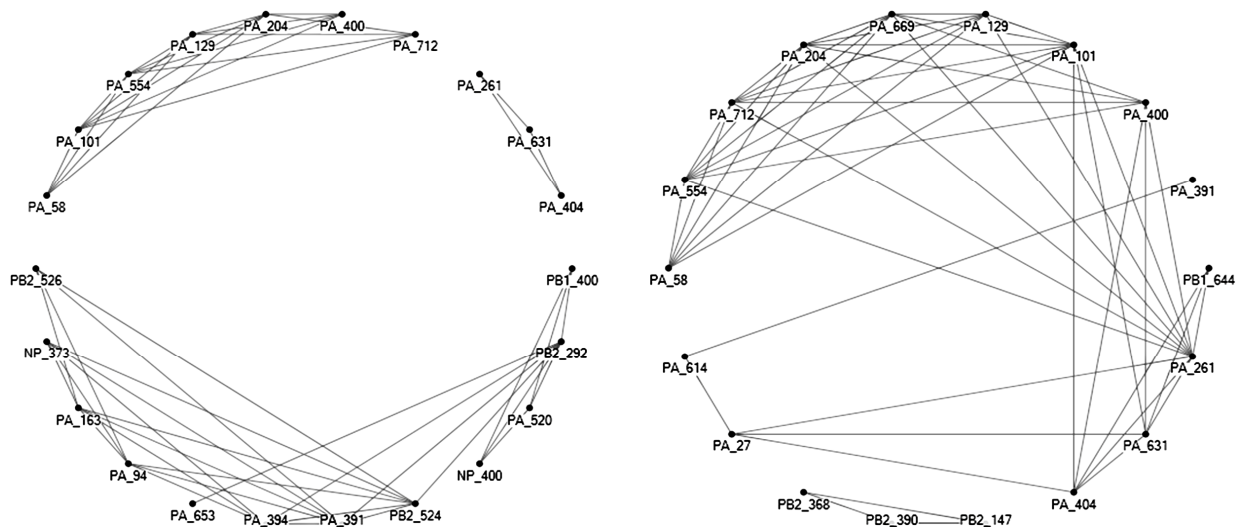 PA_204
PA_400
PA_129
PA_712
PA_554
PA_261
PA_101
PA_631
PA_58
PA_404
PB2_526
PB1_400
NP_373
PB2_292
PA_163
PA_520
PA_94
NP_400
PA_653
PA_394
PA_391
PB2_524
PA_669
PA_129
PA_204
PA_101
PA_712
PA_400
PA_554
PA_391
PA_58
PB1_644
PA_614
PA_261
PA_27
PA_631
PB2_368
PA_404
PB2_390
PB2_147